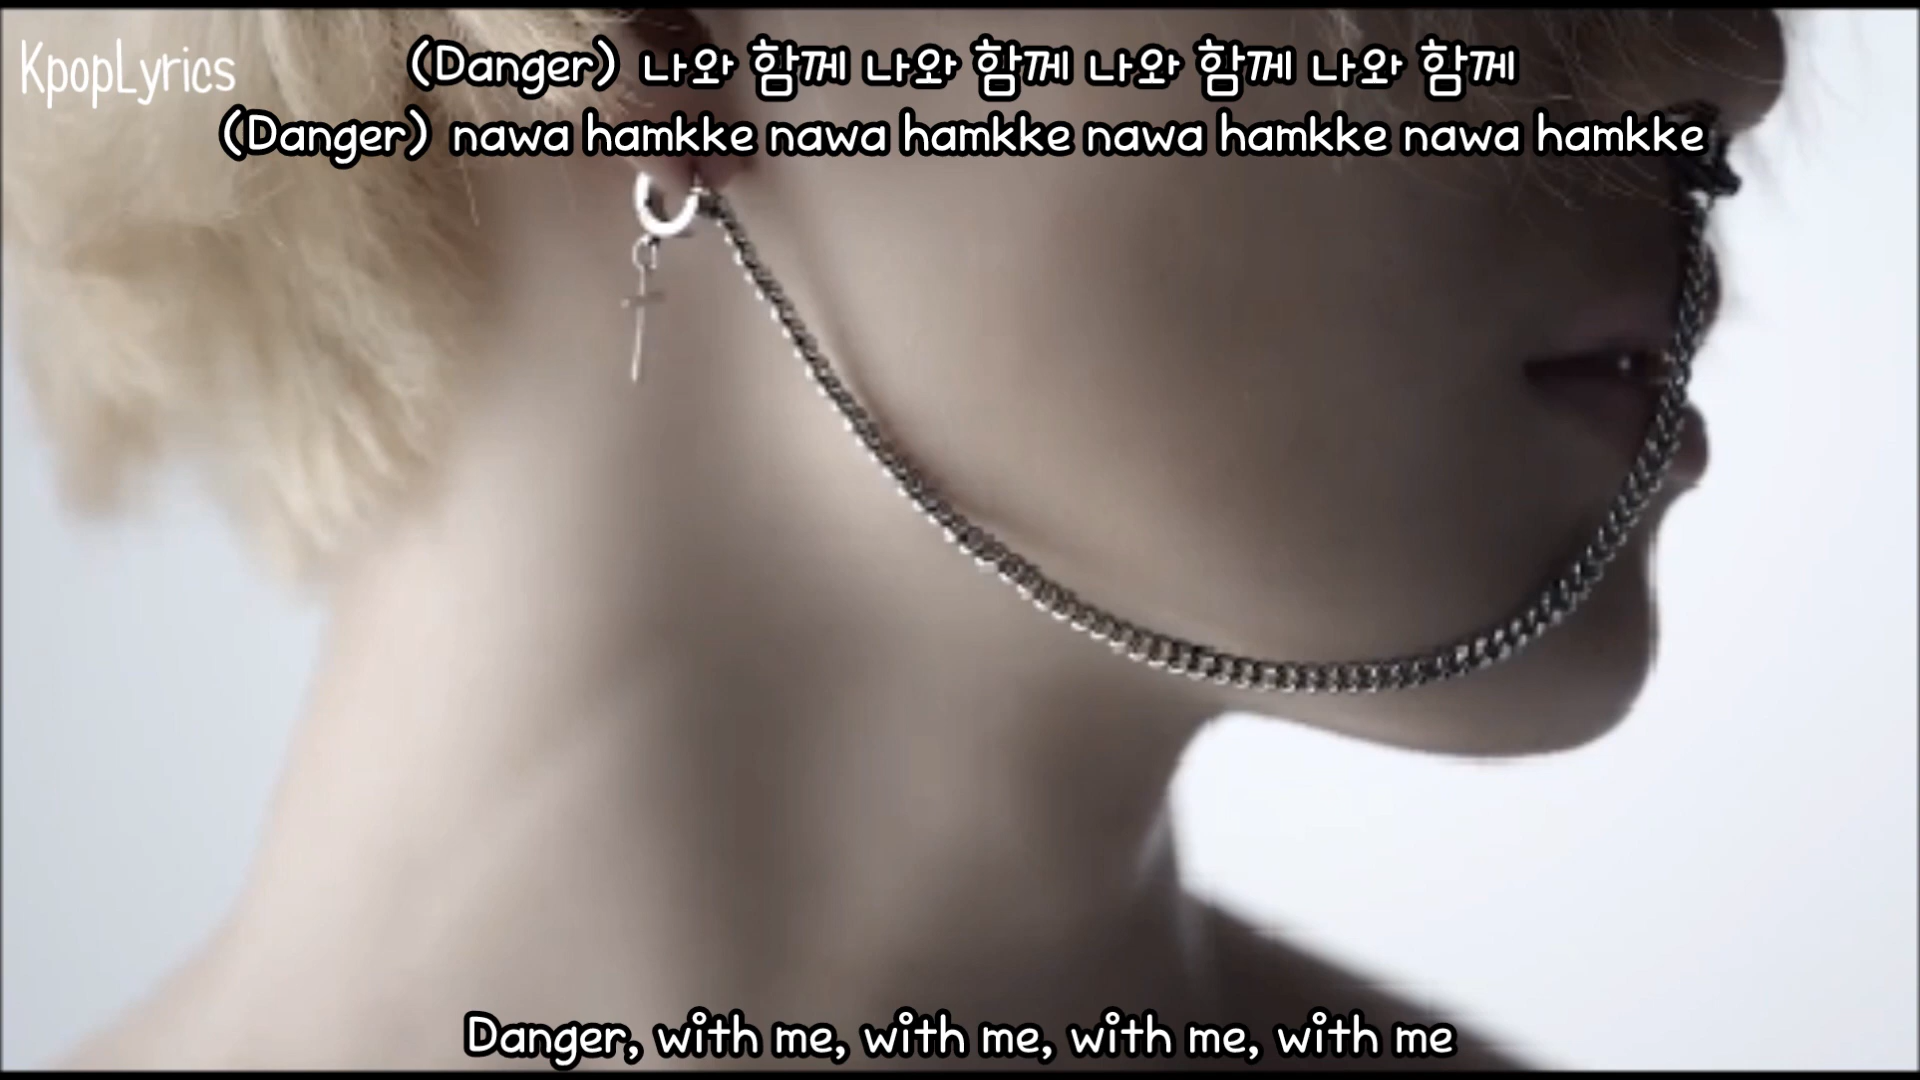 KpopLyrics
(Danger) 나와 함께 나와 함께 나와 함께 나와 함께
(Danger) nawa hamkke nawa hamkke nawa hamkke nawa hamkke
Danger, with me, with me, with me, with me